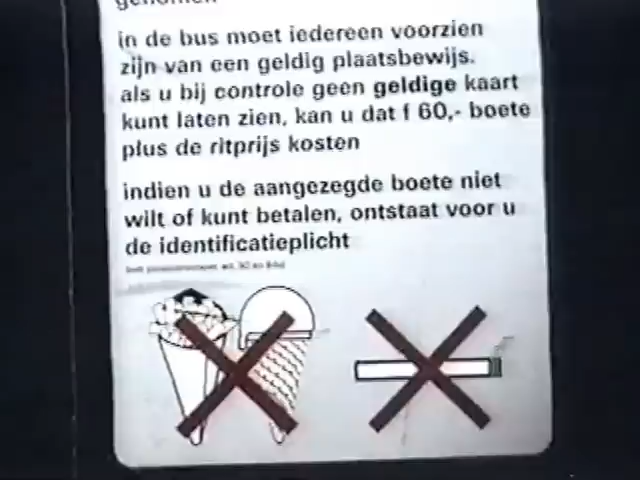 genomen
in de bus moet iedereen voorzien
zijn van een geldig plaatsbewijs.
als u bij controle geen geldige kaart
kunt laten zien, kan u dat f 60,- boete
plus de ritprijs kosten
indien u de aangezegde boete niet
wilt of kunt betalen, ontstaat voor u
de identificatieplicht